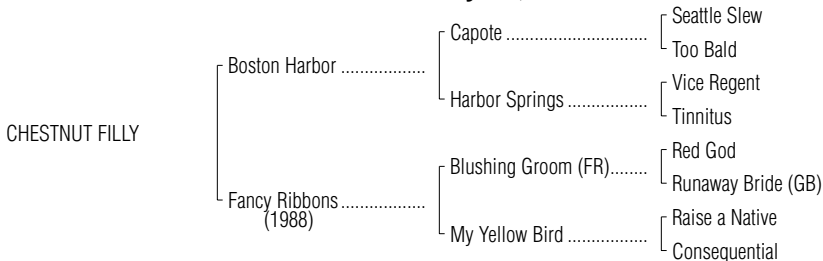 Seattle Slew
Capote ..............................
Too Bald
Boston Harbor ..................
Vice Regent
Harbor Springs .................
Tinnitus
CHESTNUT FILLY
Red God
Blushing Groom (FR)........
Runaway Bride (GB)
Fancy Ribbons ..................
(1988)
Raise a Native
My Yellow Bird .................
Consequential